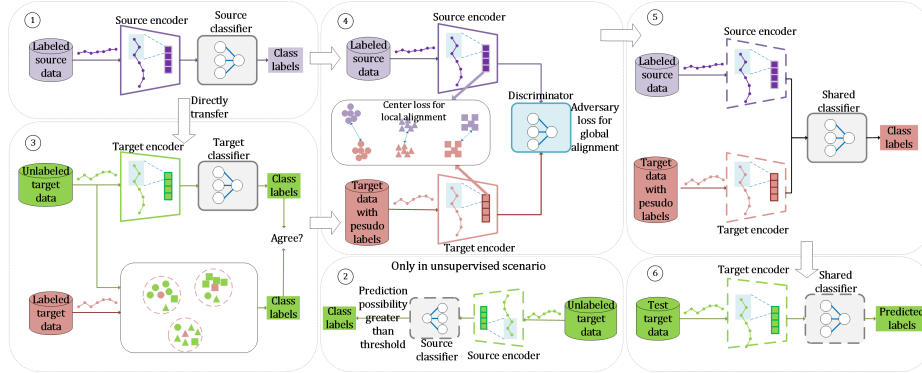 1
Source encoder
Source
classifier
Labeled
source
data
Class
labels
Directly
transfer
3
Target encoder
Target
classifier
Unlabeled
target
data
Class
labels
Agree?
Labeled
target
data
Class
labels
4
Source encoder
Labeled
source
data
Center loss for
local alignment
Discriminator
Adversary
loss for
global
alignment
Target
data with
pesudo
labels
Target encoder
2
Only in unsupervised scenario
Class
labels
Prediction
possibility
greater
than
threshold
Source
classifier
Source encoder
Unlabeled
target
data
5
Source encoder
Labeled
source
data
Shared
classifier
Class
labels
Target
data with
pesudo
labels
Target encoder
6
Target encoder
Shared
classifier
Test
target
data
Predicted
labels